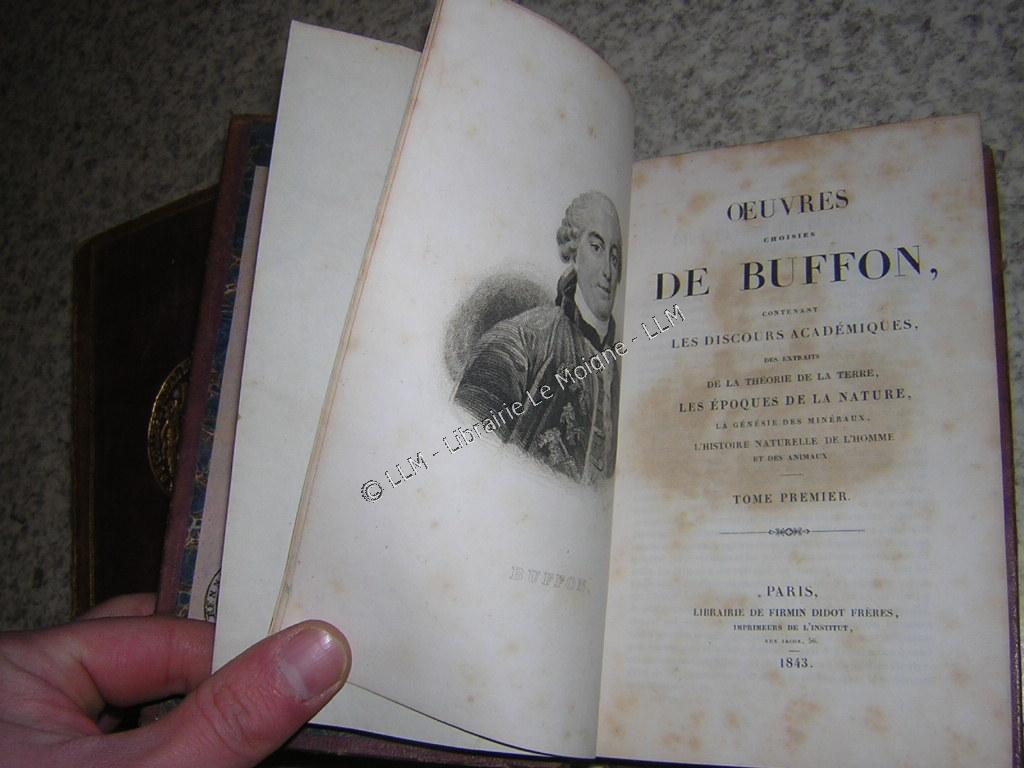 BUFFON.
OEUVRES
CHOISIES
DE BUFFON,
CONTENANT
LES DISCOURS ACADÉMIQUES,
DES EXTRAITS
DE LA THÉORIE DE LA TERRE,
LES ÉPOQUES DE LA NATURE,
LA GÉNÉSIE DES MINÉRAUX,
L'HISTOIRE NATURELLE DE L'HOMME
ET DES ANIMAUX
TOME PREMIER.
PARIS,
LIBRAIRIE DE FIRMIN DIDOT FRÈRES,
IMPRIMEURS DE L'INSTITUT,
RUE JACOB, 56.
1843.
© LLM - Librairie Le Moigne - LLM